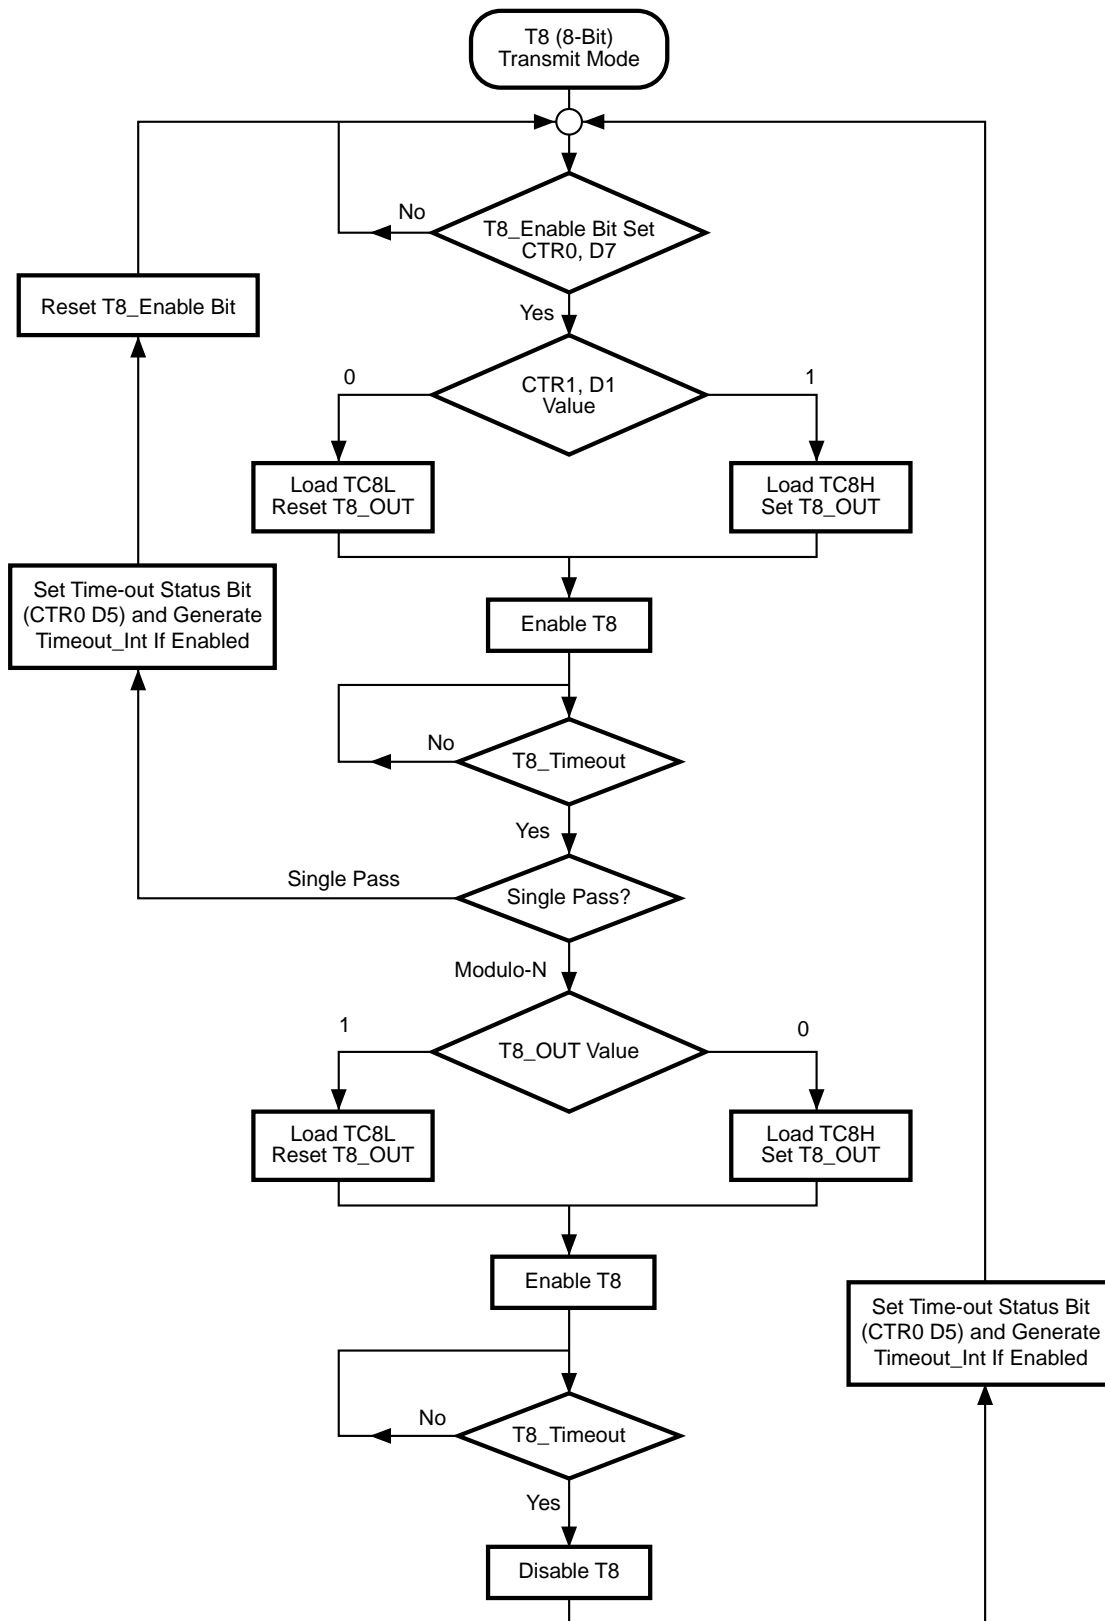 T8 (8-Bit)
Transmit Mode
No
T8_Enable Bit Set
CTR0, D7
Reset T8_Enable Bit
Yes
0
CTR1, D1
Value
1
Load TC8L
Reset T8_OUT
Load TC8H
Set T8_OUT
Set Time-out Status Bit
(CTR0 D5) and Generate
Timeout_Int If Enabled
Enable T8
No
T8_Timeout
Yes
Single Pass
Single Pass?
Modulo-N
1
T8_OUT Value
0
Load TC8L
Reset T8_OUT
Load TC8H
Set T8_OUT
Enable T8
Set Time-out Status Bit
(CTR0 D5) and Generate
Timeout_Int If Enabled
No
T8_Timeout
Yes
Disable T8